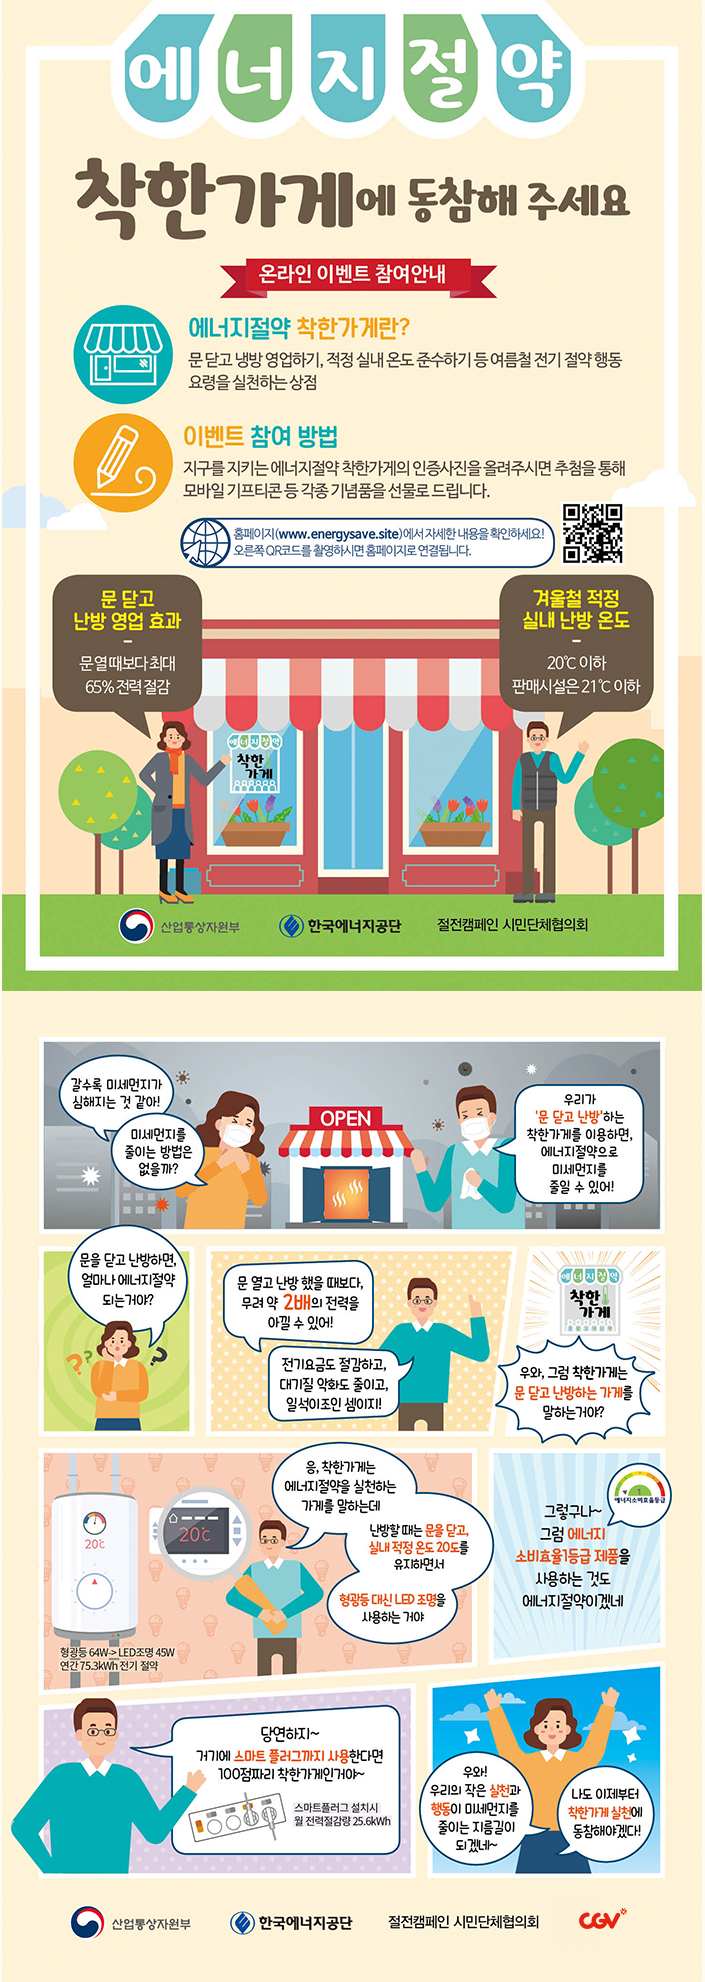 에너지절약
착한가게에 동참해 주세요
온라인 이벤트 참여안내
에너지절약 착한가게란?
문 닫고 냉방 영업하기, 적정 실내 온도 준수하기 등 여름철 전기 절약 행동
요령을 실천하는 상점
이벤트 참여 방법
지구를 지키는 에너지절약 착한가게의 인증사진을 올려주시면 추첨을 통해
모바일 기프티콘 등 각종 기념품을 선물로 드립니다.
홈페이지(www.energysave.site)에서 자세한 내용을 확인하세요!
오른쪽 QR코드를 촬영하시면 홈페이지로 연결됩니다.
문 닫고
난방 영업 효과
문 열 때보다 최대
65% 전력 절감
겨울철 적정
실내 난방 온도
20℃ 이하
판매시설은 21℃ 이하
에너지절약
착한
가게
산업통상자원부
한국에너지공단
절전캠페인 시민단체협의회
갈수록 미세먼지가
심해지는 것 같아!
미세먼지를
줄이는 방법은
없을까?
OPEN
우리가
'문 닫고 난방'하는
착한가게를 이용하면,
에너지절약으로
미세먼지를
줄일 수 있어!
문을 닫고 난방하면,
얼마나 에너지절약
되는거야?
문 열고 난방 했을 때보다,
무려 약 2배의 전력을
아낄 수 있어!
전기요금도 절감하고,
대기질 악화도 줄이고,
일석이조인 셈이지!
에너지절약
착한
가게
우와, 그럼 착한가게는
문 닫고 난방하는 가게를
말하는거야?
20℃
20℃
형광등 64W-> LED조명 45W
연간 75.3kWh 전기 절약
응, 착한가게는
에너지절약을 실천하는
가게를 말하는데
난방할 때는 문을 닫고,
실내 적정 온도 20도를
유지하면서
형광등 대신 LED 조명을
사용하는 거야
1
에너지소비효율등급
그렇구나~
그럼 에너지
소비효율1등급 제품을
사용하는 것도
에너지절약이겠네
당연하지~
거기에 스마트 플러그까지 사용한다면
100점짜리 착한가게인거야~
스마트플러그 설치시
월 전력절감량 25.6kWh
우와!
우리의 작은 실천과
행동이 미세먼지를
줄이는 지름길이
되겠네~
나도 이제부터
착한가게 실천에
동참해야겠다!
산업통상자원부
한국에너지공단
절전캠페인 시민단체협의회
CGV